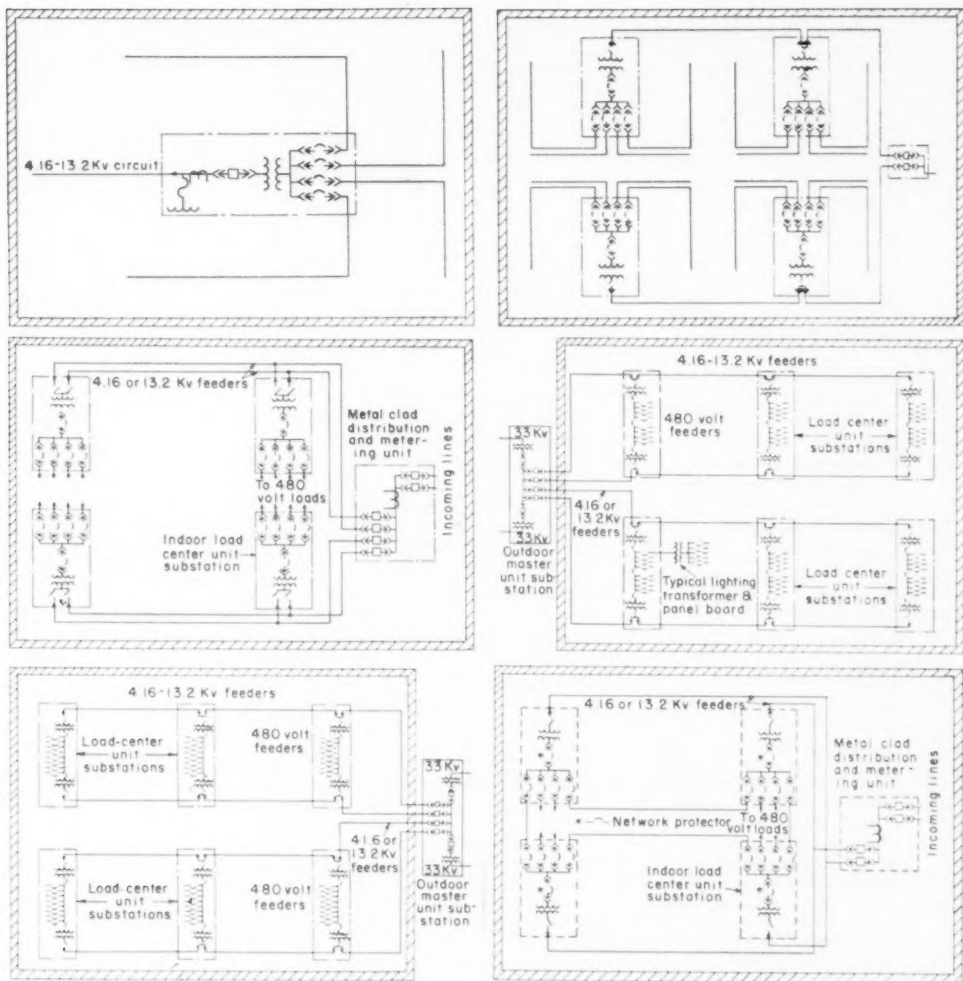 4.16-13.2 Kv circuit
4.16 or 13.2 Kv feeders
Metal clad
distribution
and meter-
ing unit
Incoming lines
To 480
volt loads
Indoor load
center unit
substation
4.16-13.2 Kv feeders
33 Kv
480 volt
feeders
Load center
unit
substations
4.16 or
13.2 Kv
feeders
33 Kv
Outdoor
master
unit sub-
station
Typical lighting
transformer &
panel board
Load center
unit
substations
4.16-13.2 Kv feeders
Load-center
unit
substations
480 volt
feeders
33 Kv
41.6 or
13.2 Kv
feeders
33 Kv
Outdoor
master
unit sub-
station
Load-center
unit
substations
480 volt
feeders
4.16 or 13.2 Kv feeders
Metal clad
distribution
and meter-
ing unit
Incoming lines
* Network protector
To 480
volt loads
Indoor load
center unit
substation